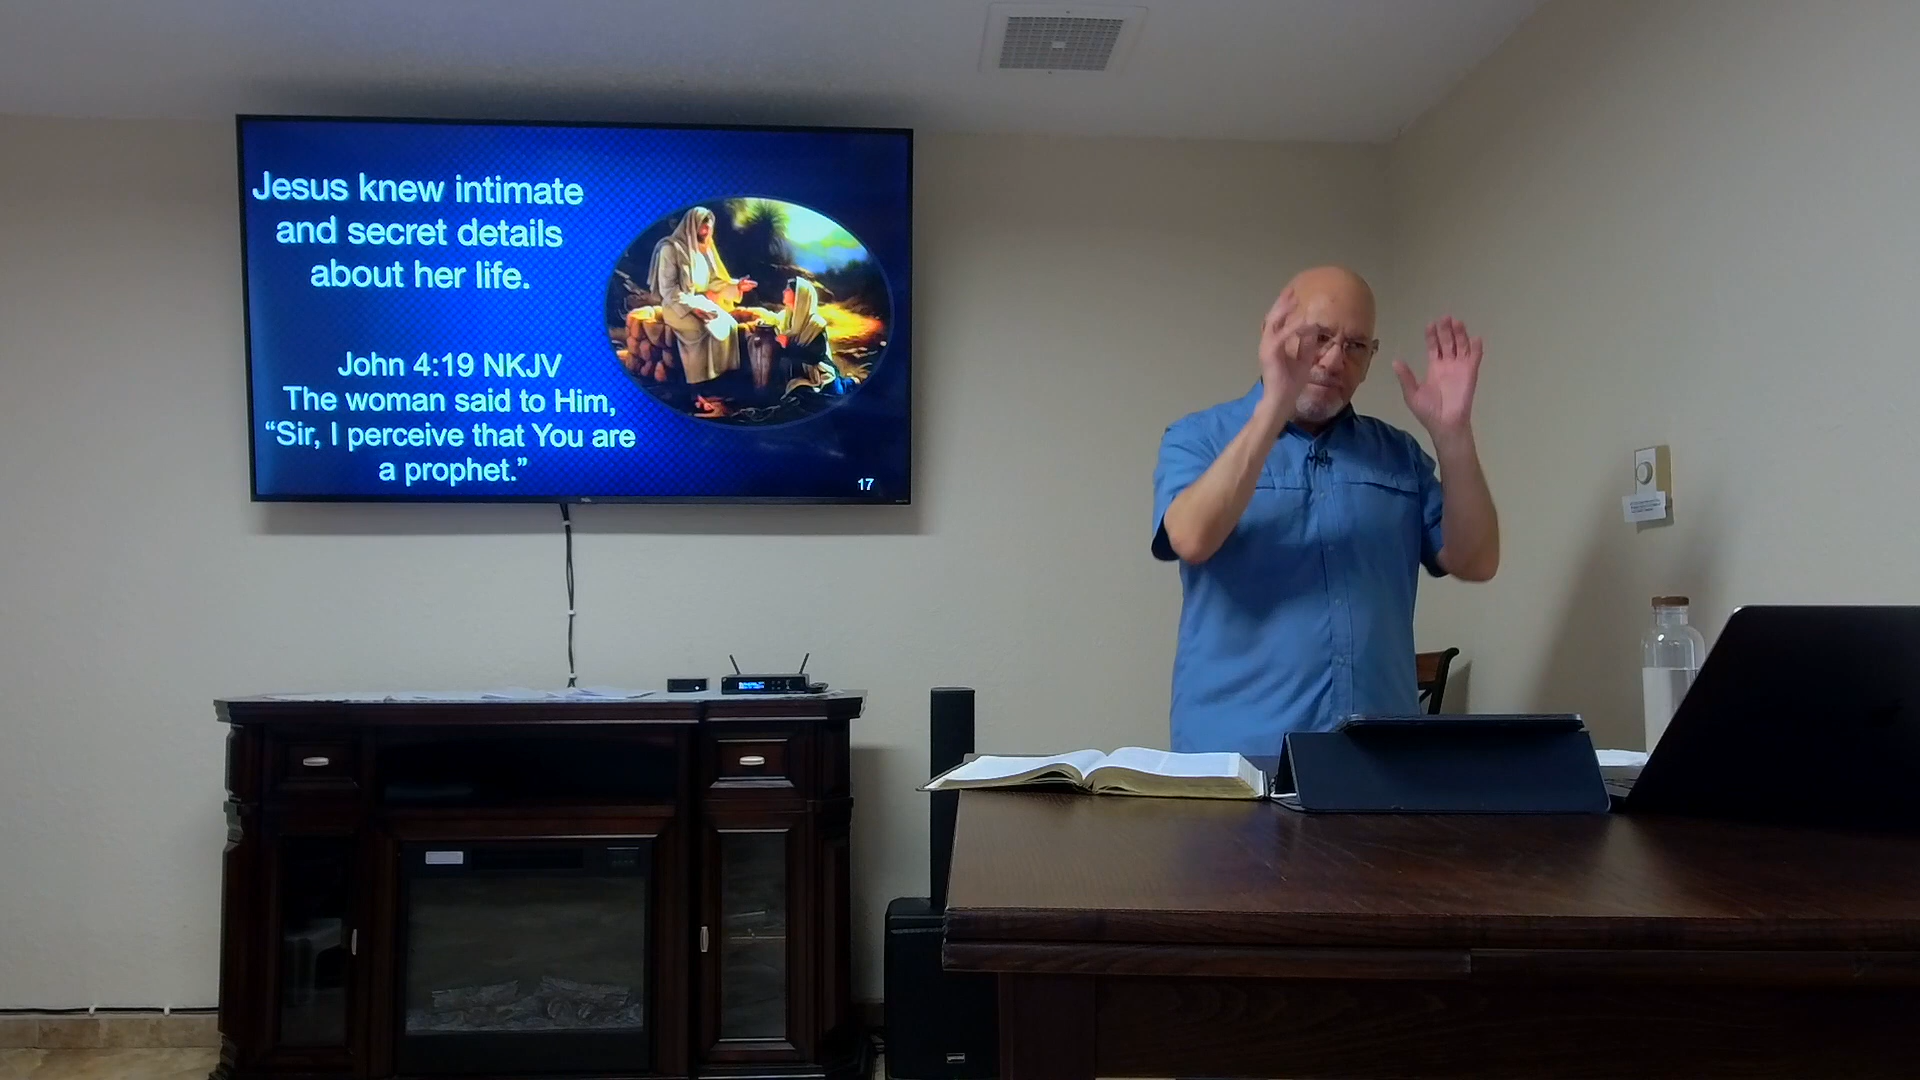 Jesus knew intimate
and secret details
about her life.
John 4:19 NKJV
The woman said to Him,
“Sir, I perceive that You are
a prophet.”
17